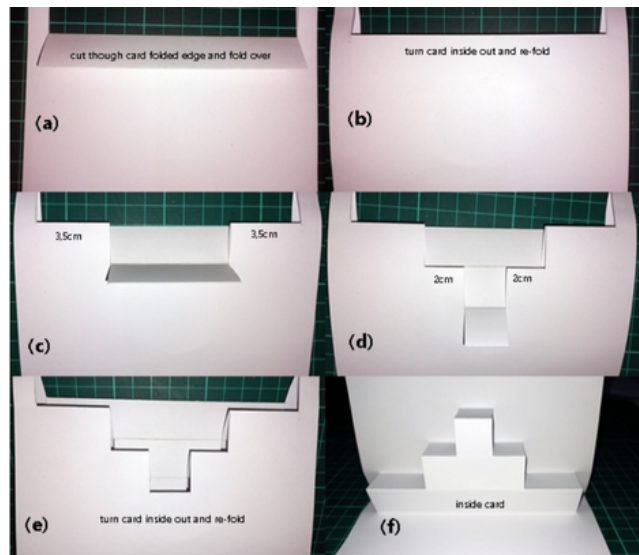 cut though card folded edge and fold over
(a)
turn card inside out and re-fold
(b)
3,5cm
3,5cm
(c)
2cm
2cm
(d)
turn card inside out and re-fold
(e)
inside card
(f)